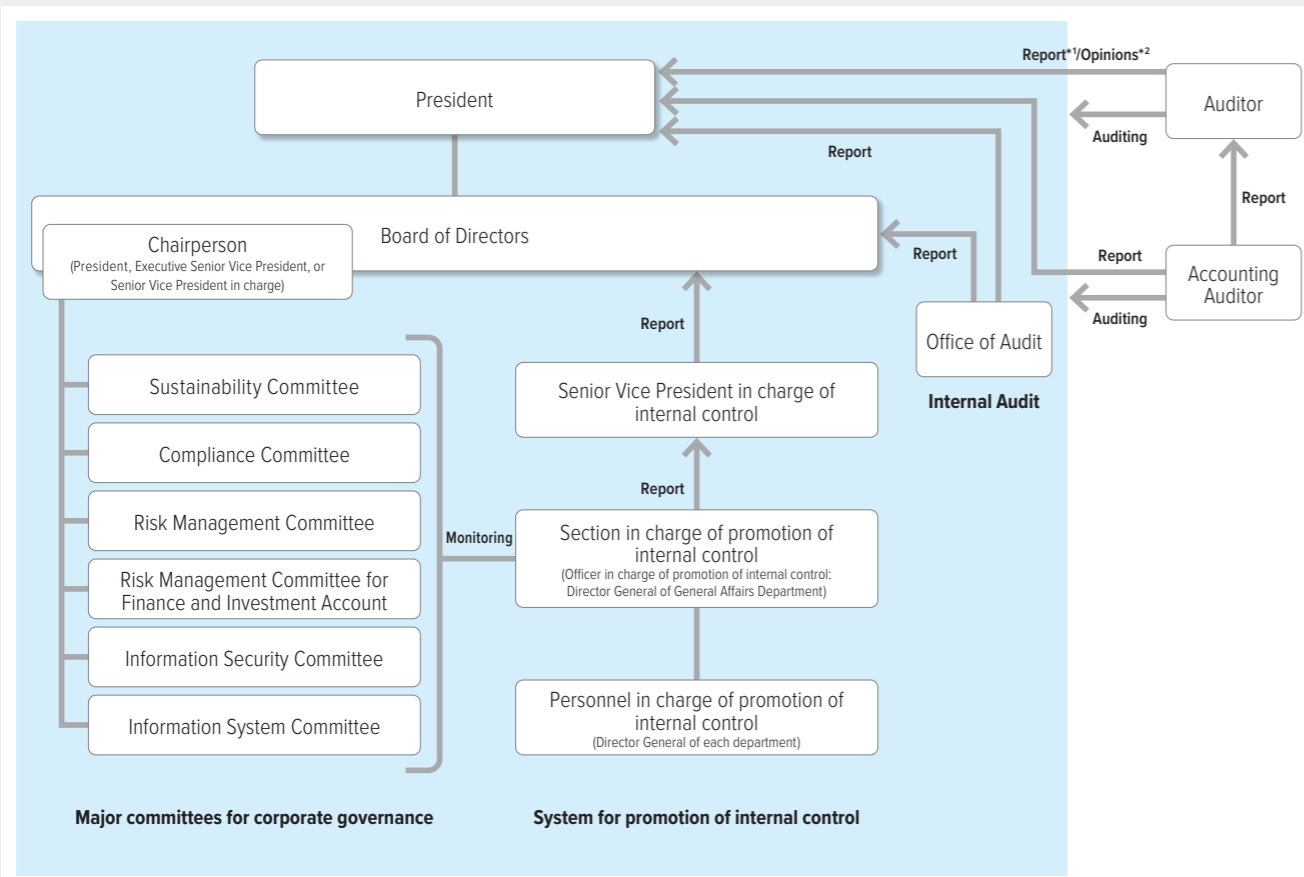 Report*1/Opinions*2
President
Auditor
Auditing
Report
Report
Board of Directors
Chairperson
(President, Executive Senior Vice President, or
Senior Vice President in charge)
Report
Report
Accounting
Auditor
Auditing
Report
Office of Audit
Internal Audit
Sustainability Committee
Compliance Committee
Risk Management Committee
Risk Management Committee for
Finance and Investment Account
Information Security Committee
Information System Committee
Monitoring
Senior Vice President in charge of
internal control
Report
Section in charge of promotion of
internal control
(Officer in charge of promotion of internal control:
Director General of General Affairs Department)
Personnel in charge of promotion of
internal control
(Director General of each department)
Major committees for corporate governance
System for promotion of internal control